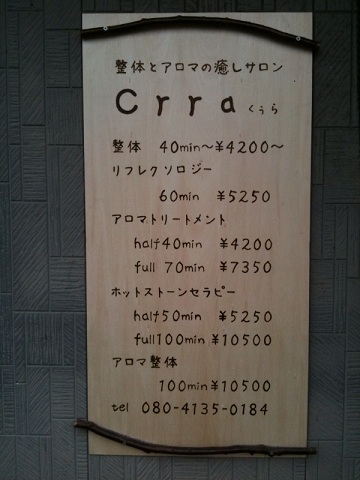 整体とアロマの癒しサロン
Crra くぅら
整体 40min～¥4200～
リフレクソロジー
60min ¥5250
アロマトリートメント
half40min ¥4200
full 70min ¥7350
ホットストーンセラピー
half50min ¥5250
full100min ¥10500
アロマ整体
100min ¥10500
tel 080-4135-0184